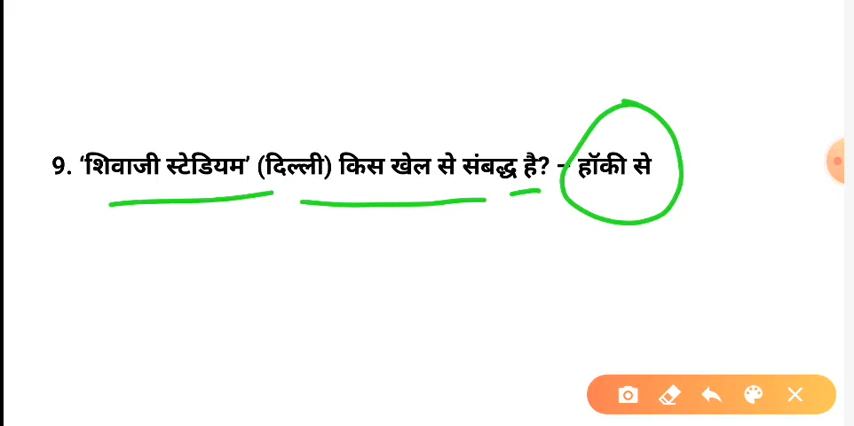 9. ‘शिवाजी स्टेडियम’ (दिल्ली) किस खेल से संबद्ध है? - हॉकी से